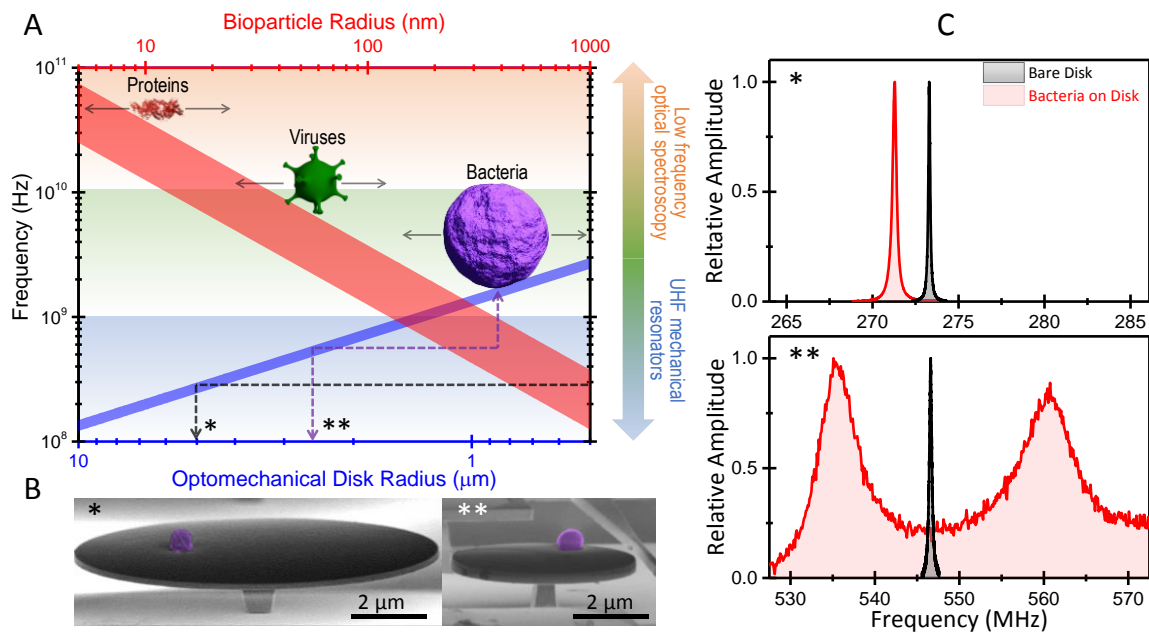 A
Bioparticle Radius (nm)
10
100
1000
10¹¹
10¹⁰
10⁹
10⁸
Frequency (Hz)
Proteins
Viruses
Bacteria
*
**
10
1
Optomechanical Disk Radius (μm)
Low frequency
optical spectroscopy
UHF mechanical
resonators
B
*
2 μm
**
2 μm
C
*
Bare Disk
Bacteria on Disk
Reltative Amplitude
1.0
0.5
0.0
265
270
275
280
285
**
Relative Amplitude
1.0
0.5
0.0
530
540
550
560
570
Frequency (MHz)